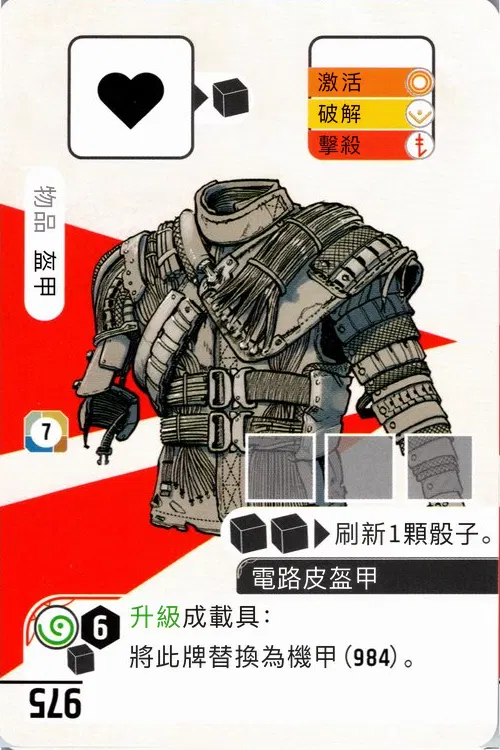 激活
破解
擊殺
物品 盔甲
7
刷新1顆骰子。
電路皮盔甲
6
升級成載具：
將此牌替換為機甲（984）。
975